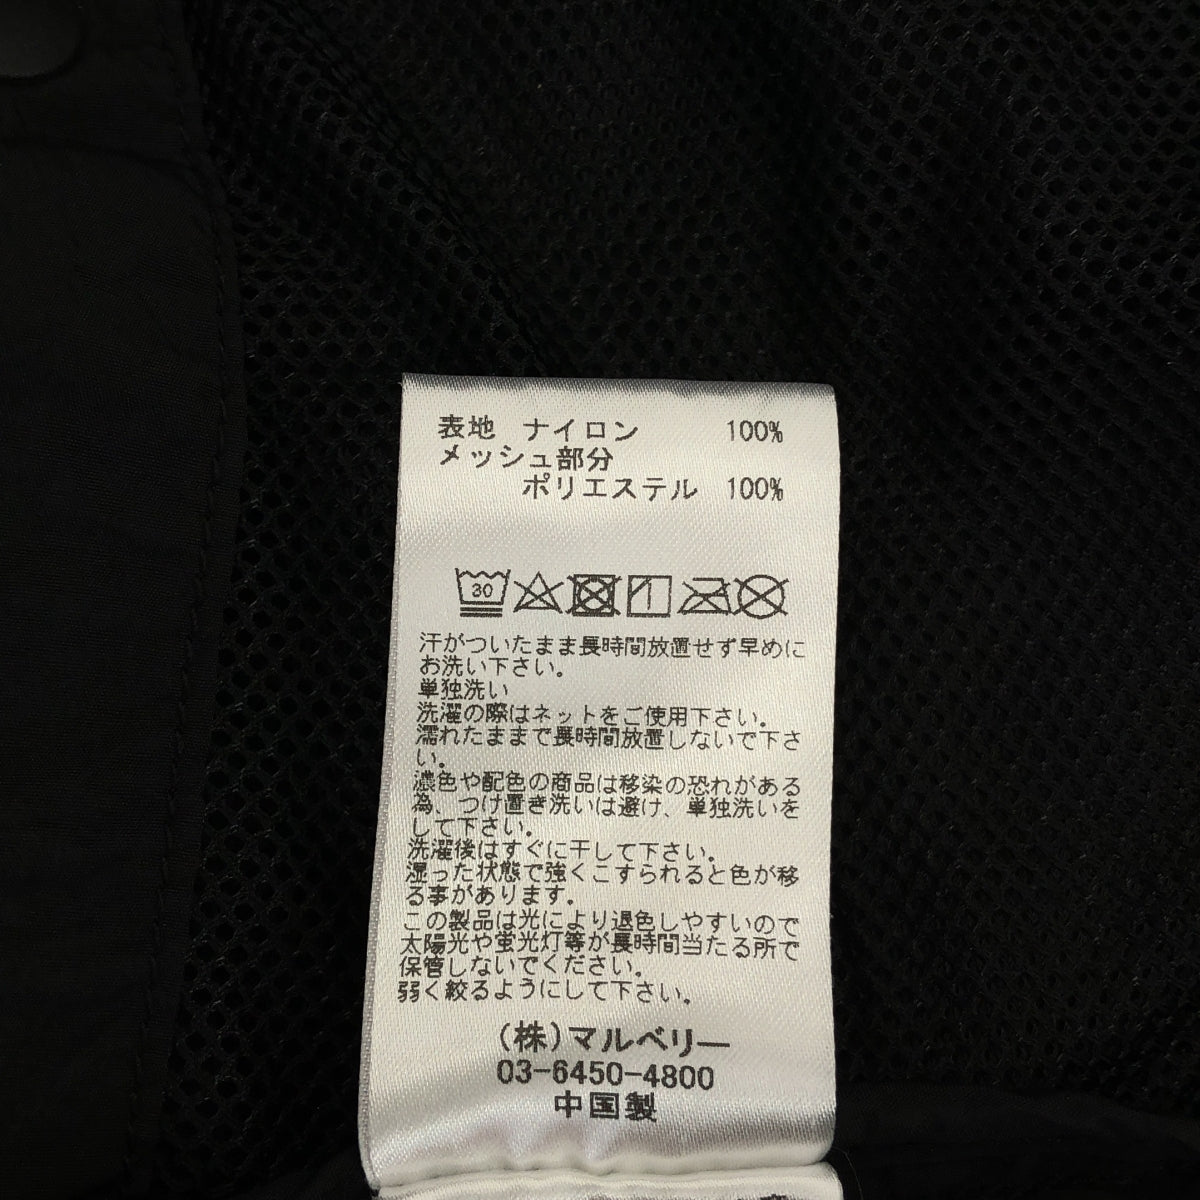 表地 ナイロン 100%
メッシュ部分
ポリエステル 100%
30
汗がついたまま長時間放置せず早めに
お洗い下さい。
単独洗い
洗濯の際はネットをご使用下さい。
濡れたままで長時間放置しないで下さ
い。
濃色や配色の商品は移染の恐れがある
為、つけ置き洗いは避け、単独洗いを
して下さい。
洗濯後はすぐに干して下さい。
湿った状態で強くこすられると色が移
る事があります。
この製品は光により退色しやすいので
太陽光や蛍光灯等が長時間当たる所で
保管しないでください。
弱く絞るようにして下さい。
(株)マルベリー
03-6450-4800
中国製